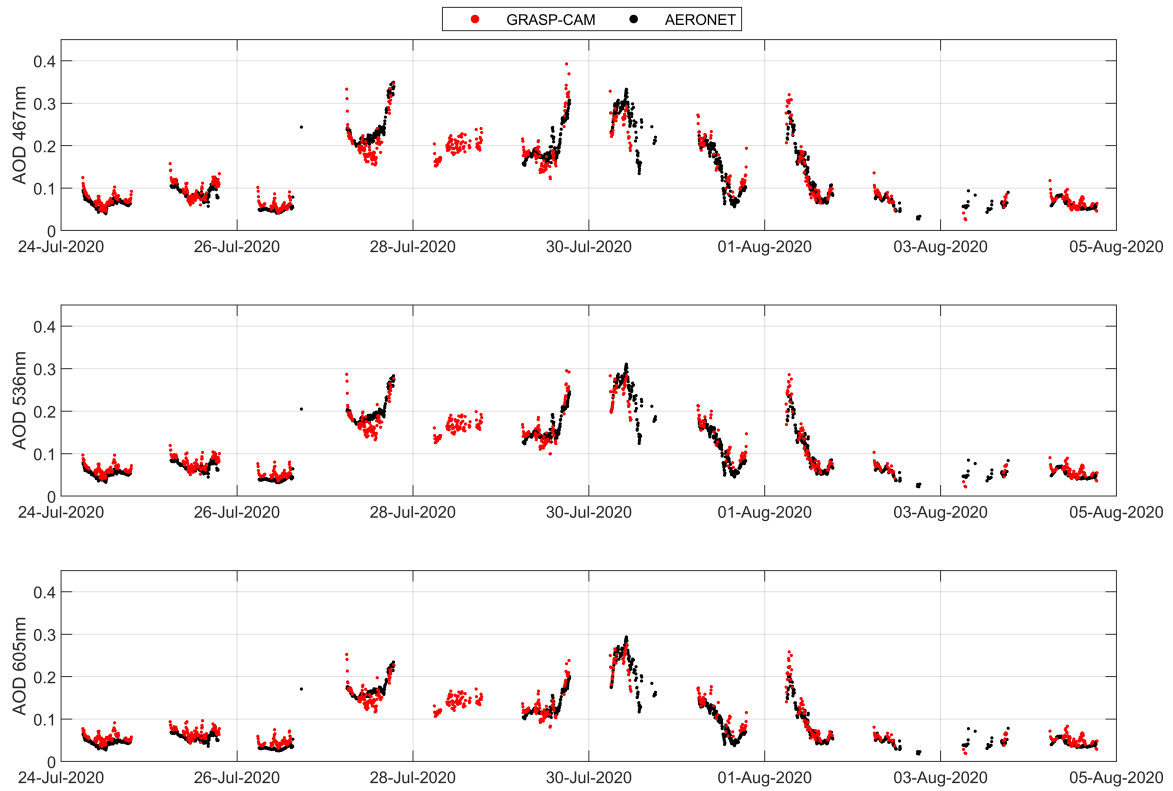 GRASP-CAM AERONET
AOD 467nm
0.4
0.3
0.2
0.1
0
24-Jul-2020 26-Jul-2020 28-Jul-2020 30-Jul-2020 01-Aug-2020 03-Aug-2020 05-Aug-2020
AOD 536nm
0.4
0.3
0.2
0.1
0
24-Jul-2020 26-Jul-2020 28-Jul-2020 30-Jul-2020 01-Aug-2020 03-Aug-2020 05-Aug-2020
AOD 605nm
0.4
0.3
0.2
0.1
0
24-Jul-2020 26-Jul-2020 28-Jul-2020 30-Jul-2020 01-Aug-2020 03-Aug-2020 05-Aug-2020